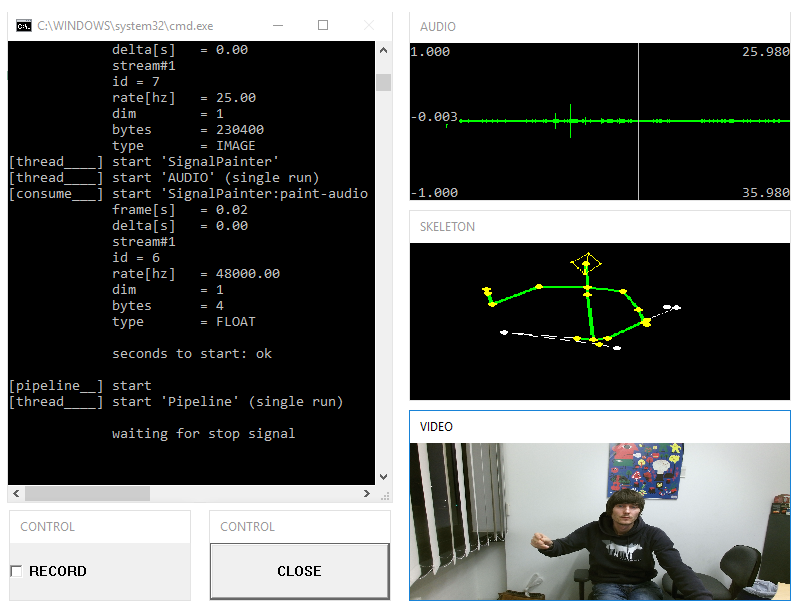 C:\WINDOWS\system32\cmd.exe
delta[s] = 0.00
stream#1
id = 7
rate[hz] = 25.00
dim = 1
bytes = 230400
type = IMAGE
[thread____] start 'SignalPainter'
[thread____] start 'AUDIO' (single run)
[consume___] start 'SignalPainter:paint-audio
frame[s] = 0.02
delta[s] = 0.00
stream#1
id = 6
rate[hz] = 48000.00
dim = 1
bytes = 4
type = FLOAT
seconds to start: ok
[pipeline__] start
[thread____] start 'Pipeline' (single run)
waiting for stop signal
CONTROL
RECORD
CONTROL
CLOSE
AUDIO
1.000 25.980
-0.003
-1.000 35.980
SKELETON
VIDEO